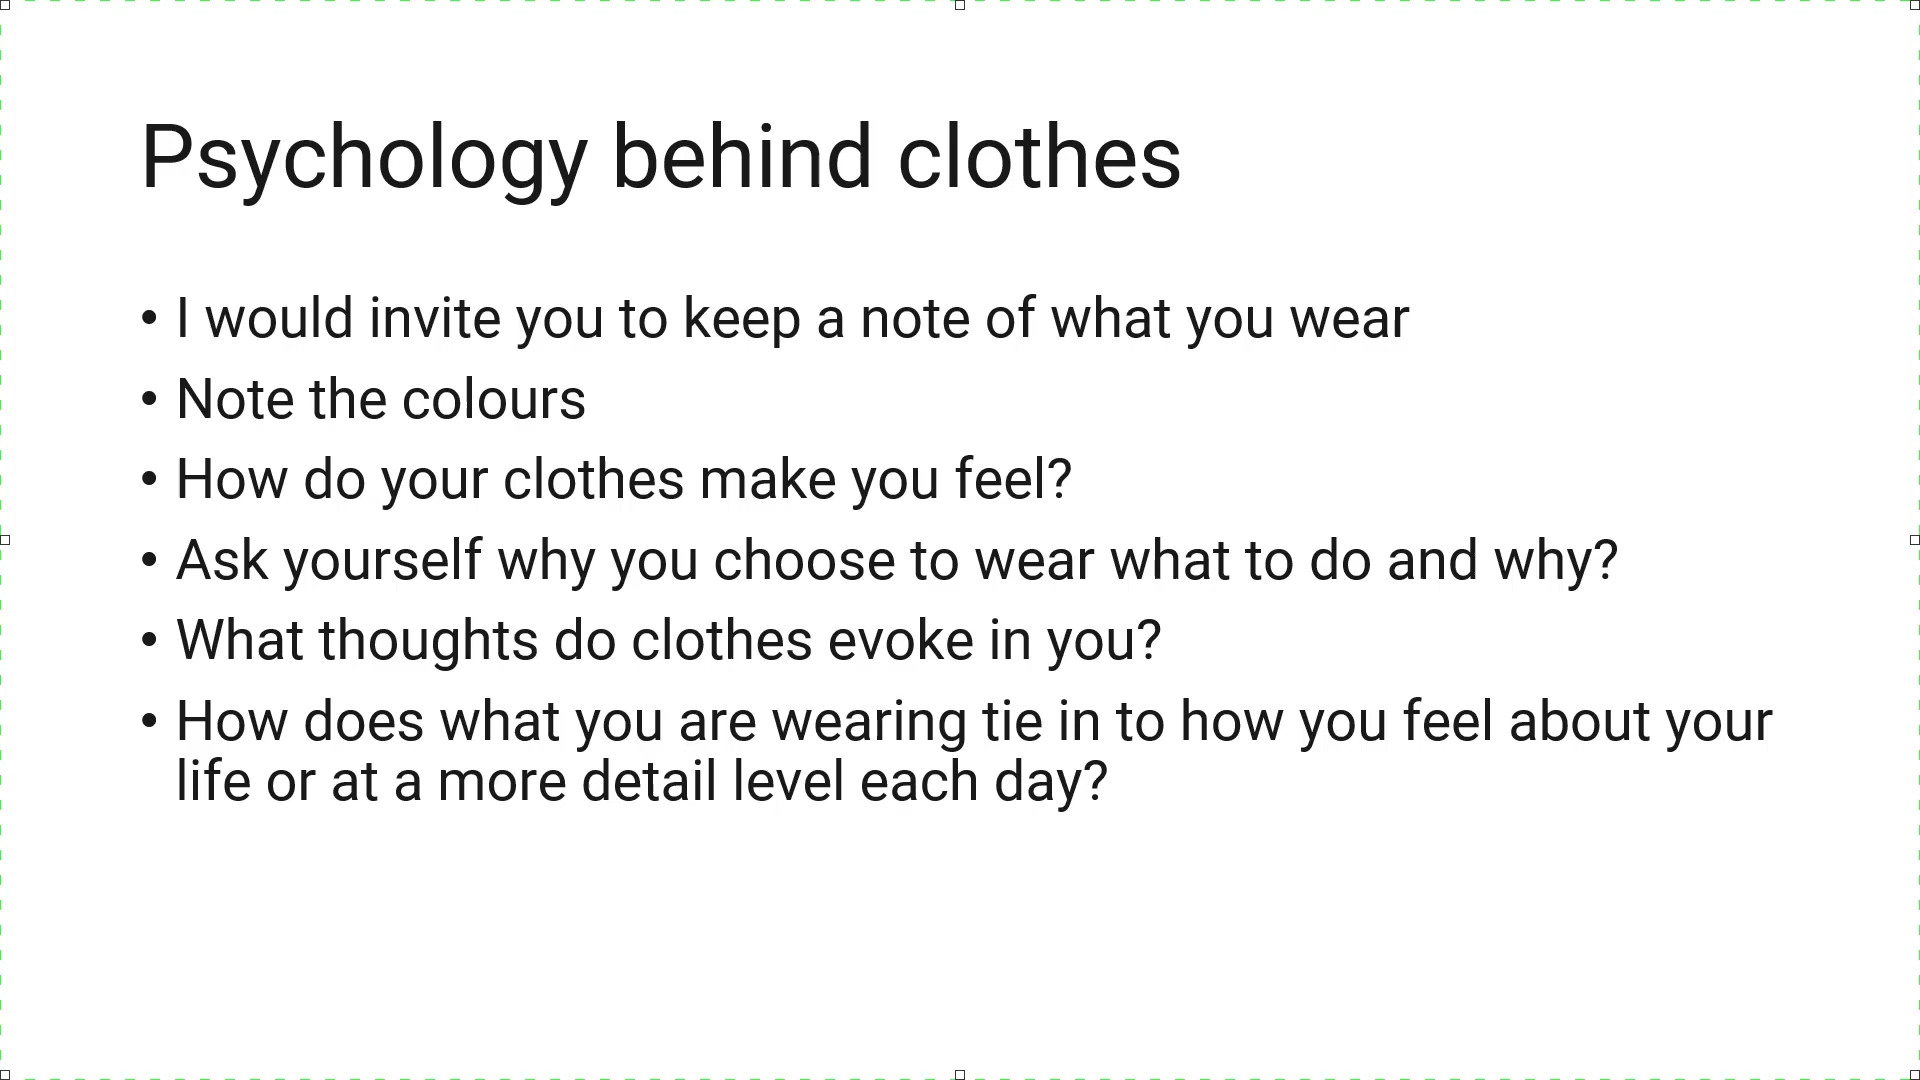 Psychology behind clothes
• I would invite you to keep a note of what you wear
• Note the colours
• How do your clothes make you feel?
• Ask yourself why you choose to wear what to do and why?
• What thoughts do clothes evoke in you?
• How does what you are wearing tie in to how you feel about your
life or at a more detail level each day?